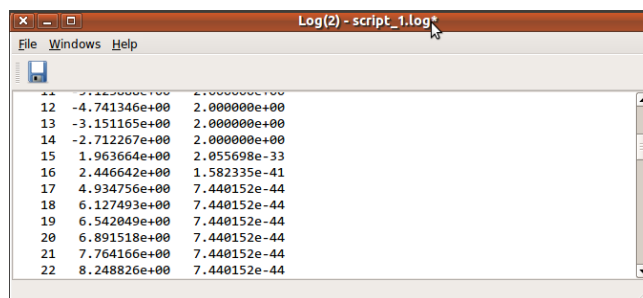 Log(2) - script_1.log*
File Windows Help
12 -4.741346e+00 2.000000e+00
13 -3.151165e+00 2.000000e+00
14 -2.712267e+00 2.000000e+00
15 1.963664e+00 2.055698e-33
16 2.446642e+00 1.582335e-41
17 4.934756e+00 7.440152e-44
18 6.127493e+00 7.440152e-44
19 6.542049e+00 7.440152e-44
20 6.891518e+00 7.440152e-44
21 7.764166e+00 7.440152e-44
22 8.248826e+00 7.440152e-44